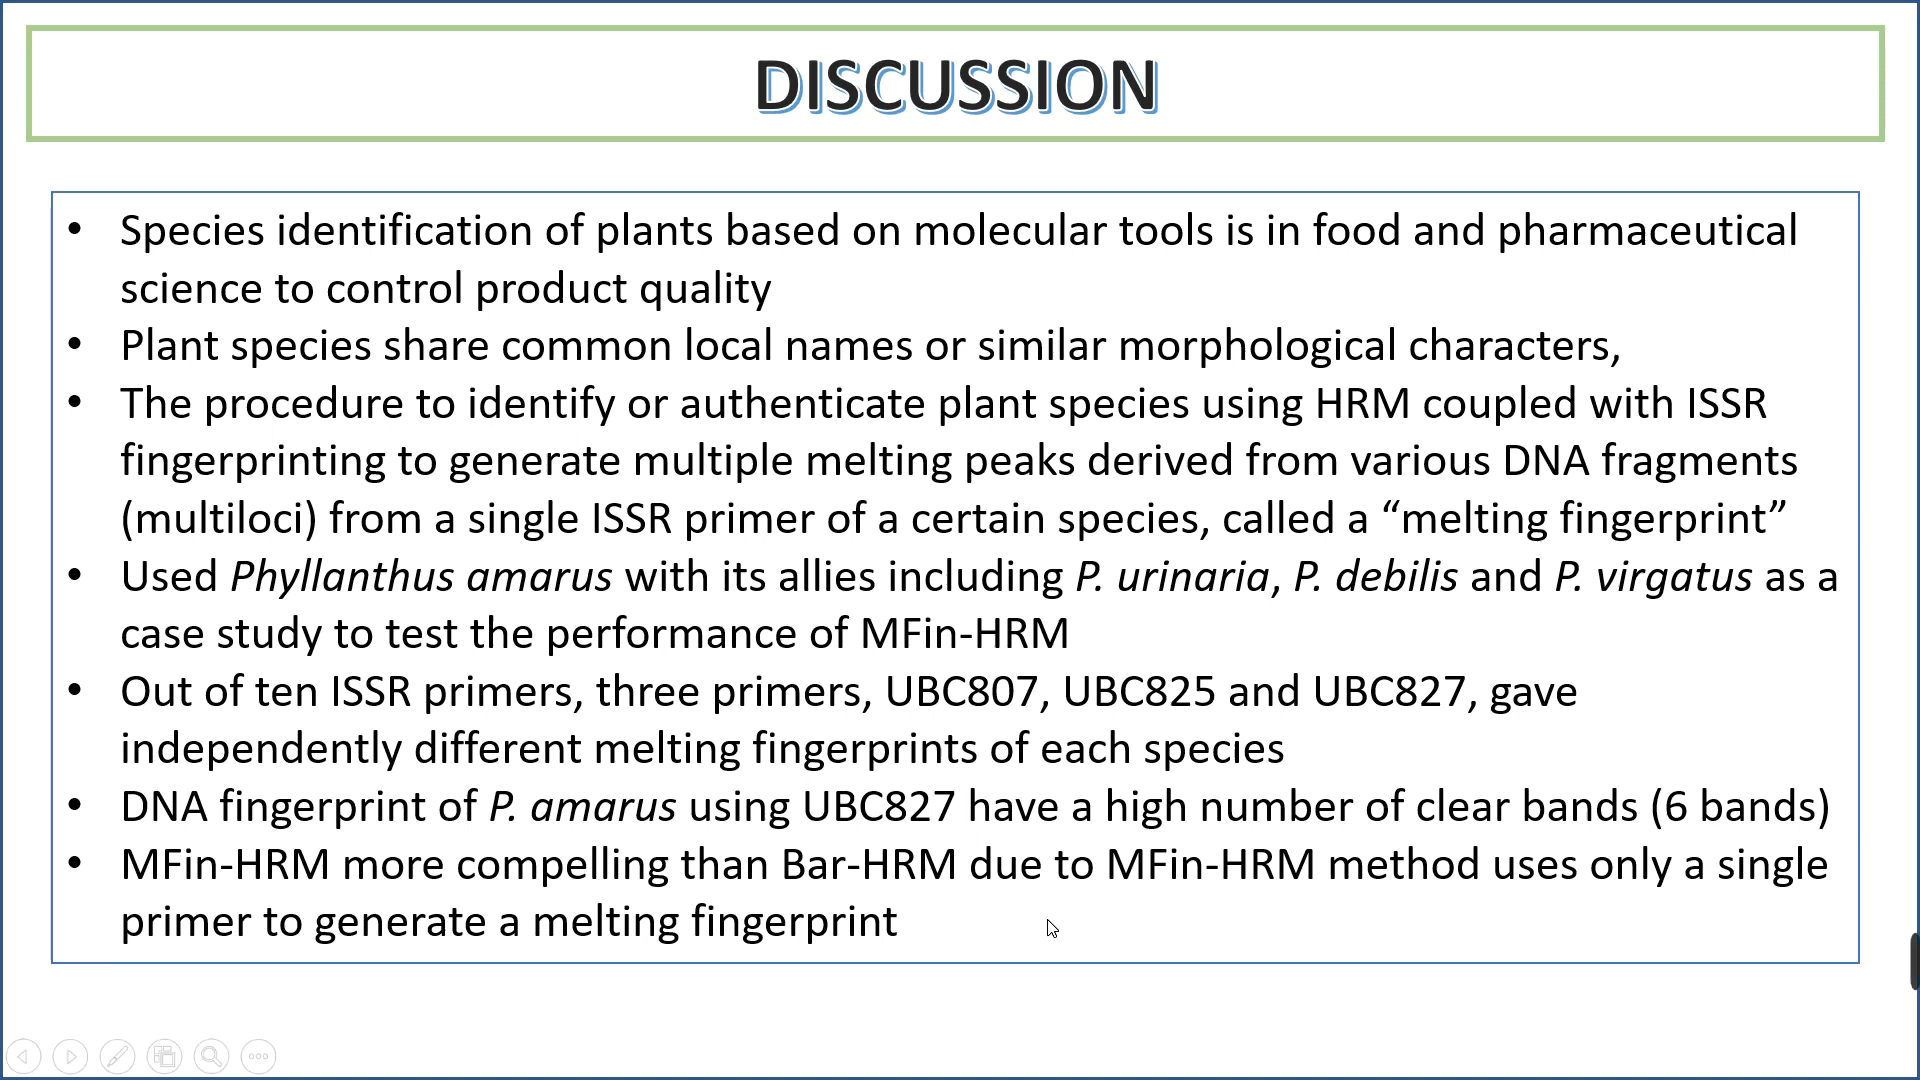 DISCUSSION
• Species identification of plants based on molecular tools is in food and pharmaceutical
science to control product quality
• Plant species share common local names or similar morphological characters,
• The procedure to identify or authenticate plant species using HRM coupled with ISSR
fingerprinting to generate multiple melting peaks derived from various DNA fragments
(multiloci) from a single ISSR primer of a certain species, called a “melting fingerprint”
• Used Phyllanthus amarus with its allies including P. urinaria, P. debilis and P. virgatus as a
case study to test the performance of MFin-HRM
• Out of ten ISSR primers, three primers, UBC807, UBC825 and UBC827, gave
independently different melting fingerprints of each species
• DNA fingerprint of P. amarus using UBC827 have a high number of clear bands (6 bands)
• MFin-HRM more compelling than Bar-HRM due to MFin-HRM method uses only a single
primer to generate a melting fingerprint